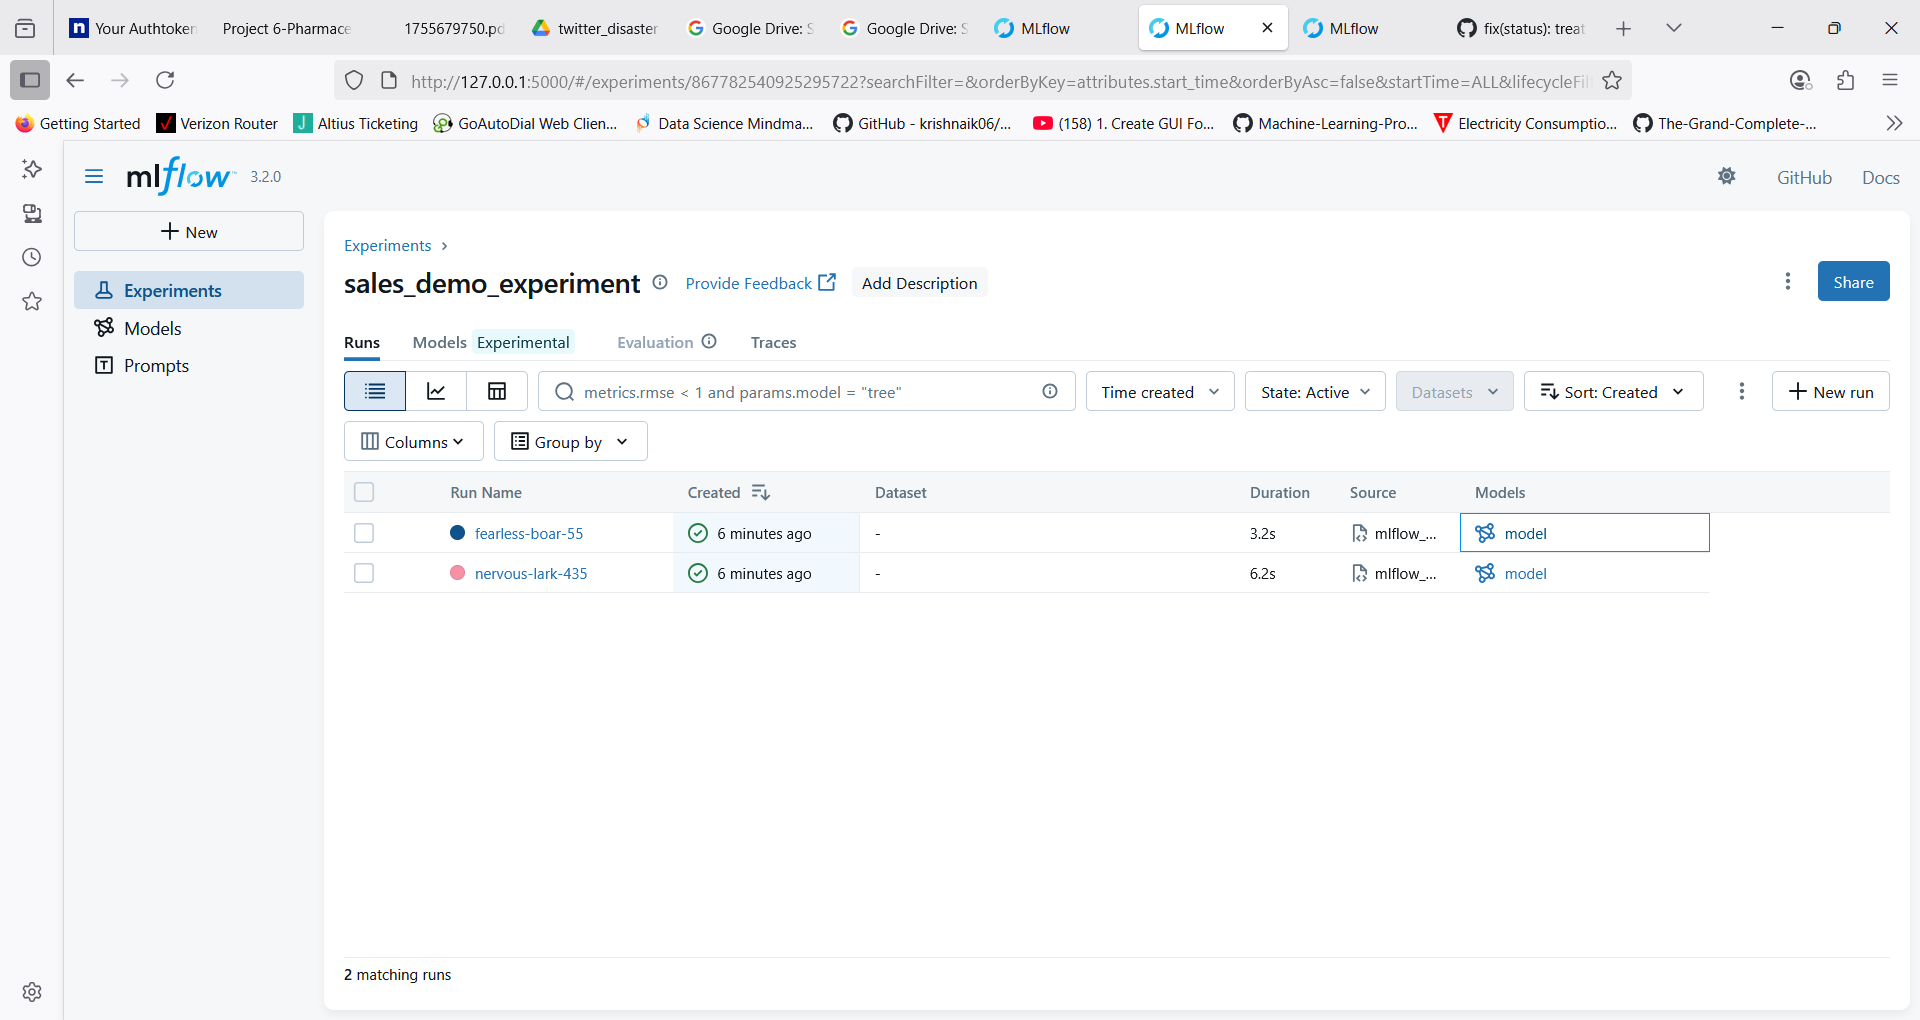 Your Authtoken
Project 6-Pharmace
1755679750.pd
twitter_disaster
Google Drive: S
Google Drive: S
MLflow
MLflow
MLflow
fix(status): treat
http://127.0.0.1:5000/#/experiments/867782540925295722?searchFilter=&orderByKey=attributes.start_time&orderByAsc=false&startTime=ALL&lifecycleFil
Getting Started
Verizon Router
Altius Ticketing
GoAutoDial Web Clien...
Data Science Mindma...
GitHub - krishnaik06/...
(158) 1. Create GUI Fo...
Machine-Learning-Pro...
Electricity Consumptio...
The-Grand-Complete-...
mlflow™ 3.2.0
GitHub
Docs
+ New
Experiments
Models
Prompts
Experiments >
sales_demo_experiment
Provide Feedback
Add Description
Share
Runs
Models Experimental
Evaluation
Traces
metrics.rmse < 1 and params.model = "tree"
Time created
State: Active
Datasets
Sort: Created
+ New run
Columns
Group by
Run Name Created Dataset Duration Source Models
fearless-boar-55 6 minutes ago - 3.2s mlflow_... model
nervous-lark-435 6 minutes ago - 6.2s mlflow_... model
2 matching runs